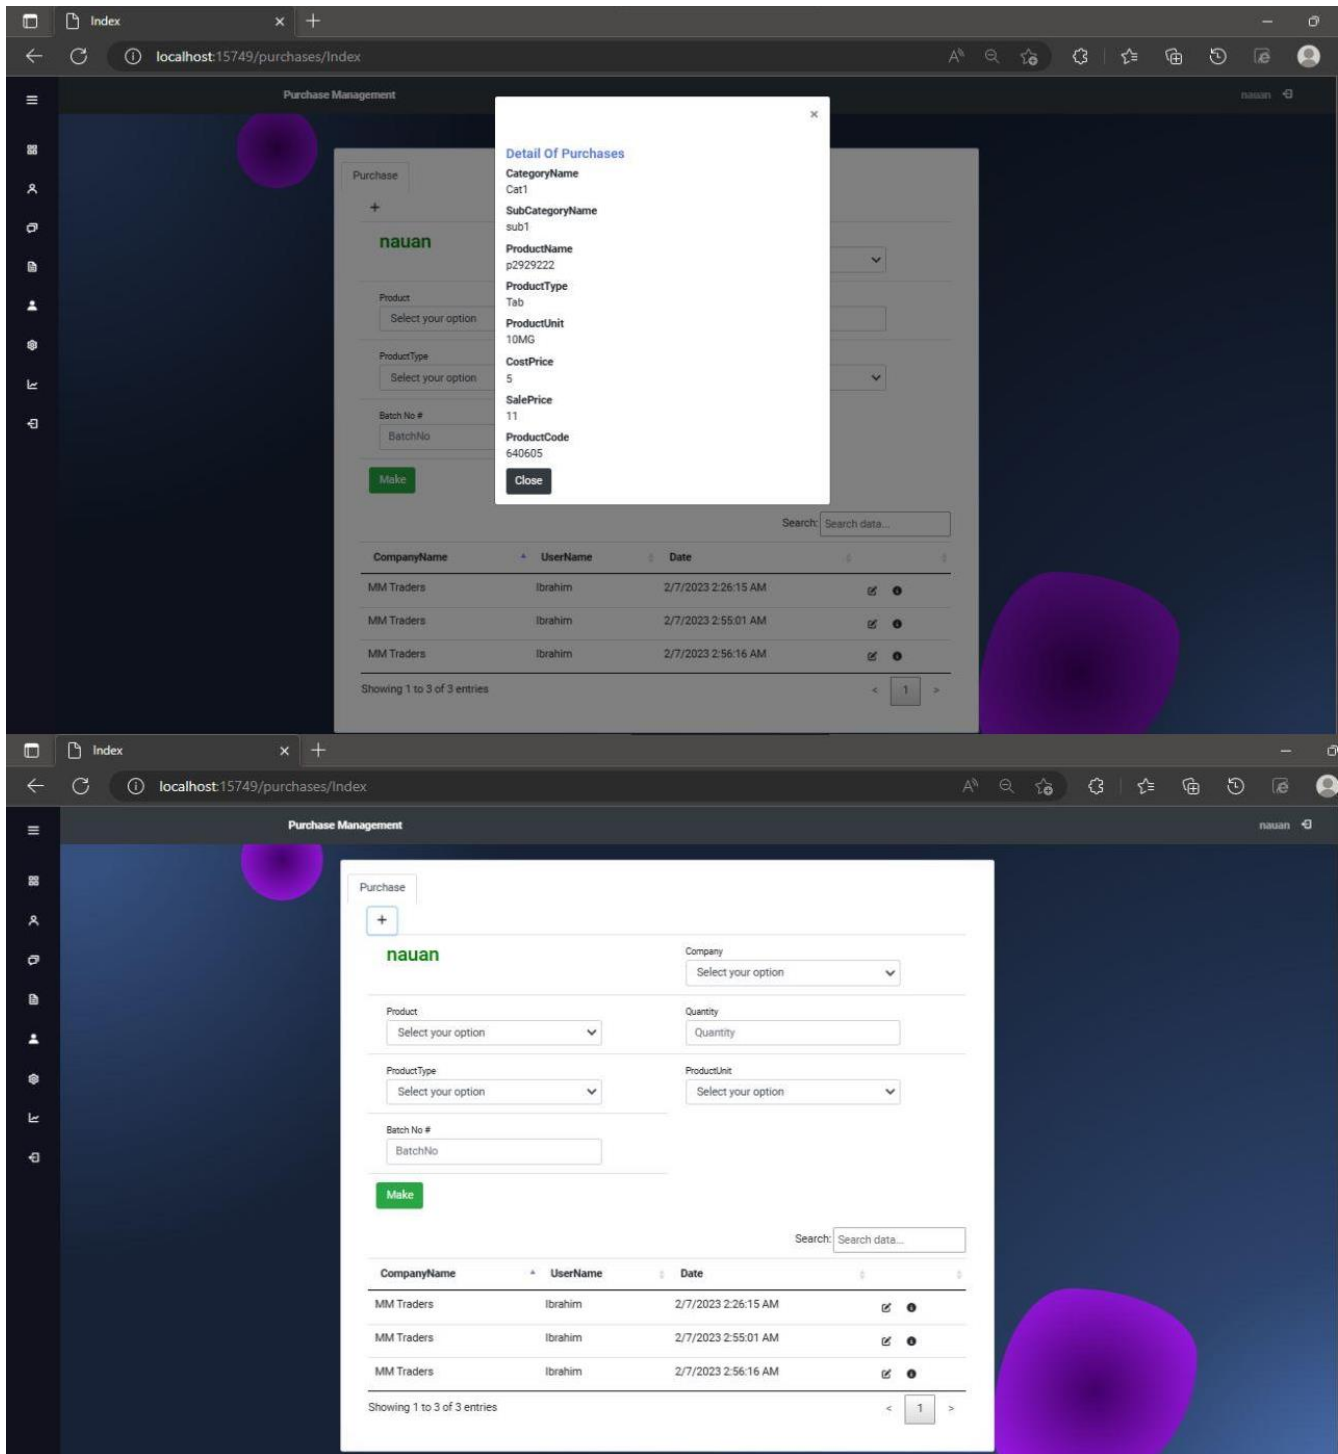 Index
localhost:15749/purchases/Index
Purchase Management
nauan
Detail Of Purchases
CategoryName
Cat1
SubCategoryName
sub1
ProductName
p2929222
ProductType
Tab
ProductUnit
10MG
CostPrice
5
SalePrice
11
ProductCode
640605
Close
Purchase
+
nauan
Product
Select your option
ProductType
Select your option
Batch No #
BatchNo
Make
Search: Search data...
CompanyName UserName Date
MM Traders Ibrahim 2/7/2023 2:26:15 AM
MM Traders Ibrahim 2/7/2023 2:55:01 AM
MM Traders Ibrahim 2/7/2023 2:56:16 AM
Showing 1 to 3 of 3 entries < 1 >
Index
localhost:15749/purchases/Index
Purchase Management nauan
Purchase
+
nauan
Company
Select your option
Product Quantity
Select your option Quantity
ProductType ProductUnit
Select your option Select your option
Batch No #
BatchNo
Make
Search: Search data...
CompanyName UserName Date
MM Traders Ibrahim 2/7/2023 2:26:15 AM
MM Traders Ibrahim 2/7/2023 2:55:01 AM
MM Traders Ibrahim 2/7/2023 2:56:16 AM
Showing 1 to 3 of 3 entries < 1 >